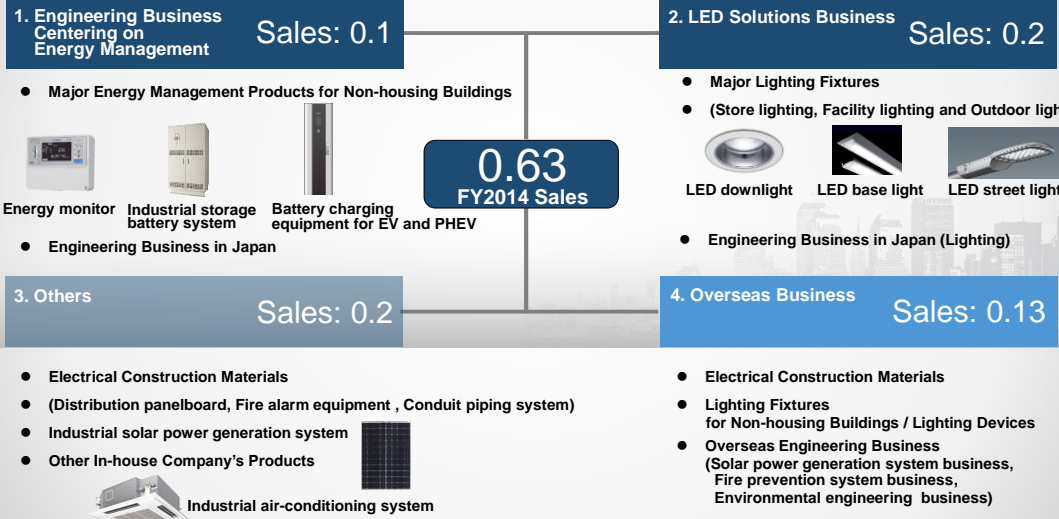 1. Engineering Business
Centering on
Energy Management
Sales: 0.1
● Major Energy Management Products for Non-housing Buildings
Energy monitor
Industrial storage
battery system
Battery charging
equipment for EV and PHEV
● Engineering Business in Japan
0.63
FY2014 Sales
2. LED Solutions Business
Sales: 0.2
● Major Lighting Fixtures
● (Store lighting, Facility lighting and Outdoor ligh
LED downlight
LED base light
LED street light
● Engineering Business in Japan (Lighting)
3. Others
Sales: 0.2
● Electrical Construction Materials
● (Distribution panelboard, Fire alarm equipment , Conduit piping system)
● Industrial solar power generation system
● Other In-house Company's Products
Industrial air-conditioning system
4. Overseas Business
Sales: 0.13
● Electrical Construction Materials
● Lighting Fixtures
for Non-housing Buildings / Lighting Devices
● Overseas Engineering Business
(Solar power generation system business,
Fire prevention system business,
Environmental engineering business)